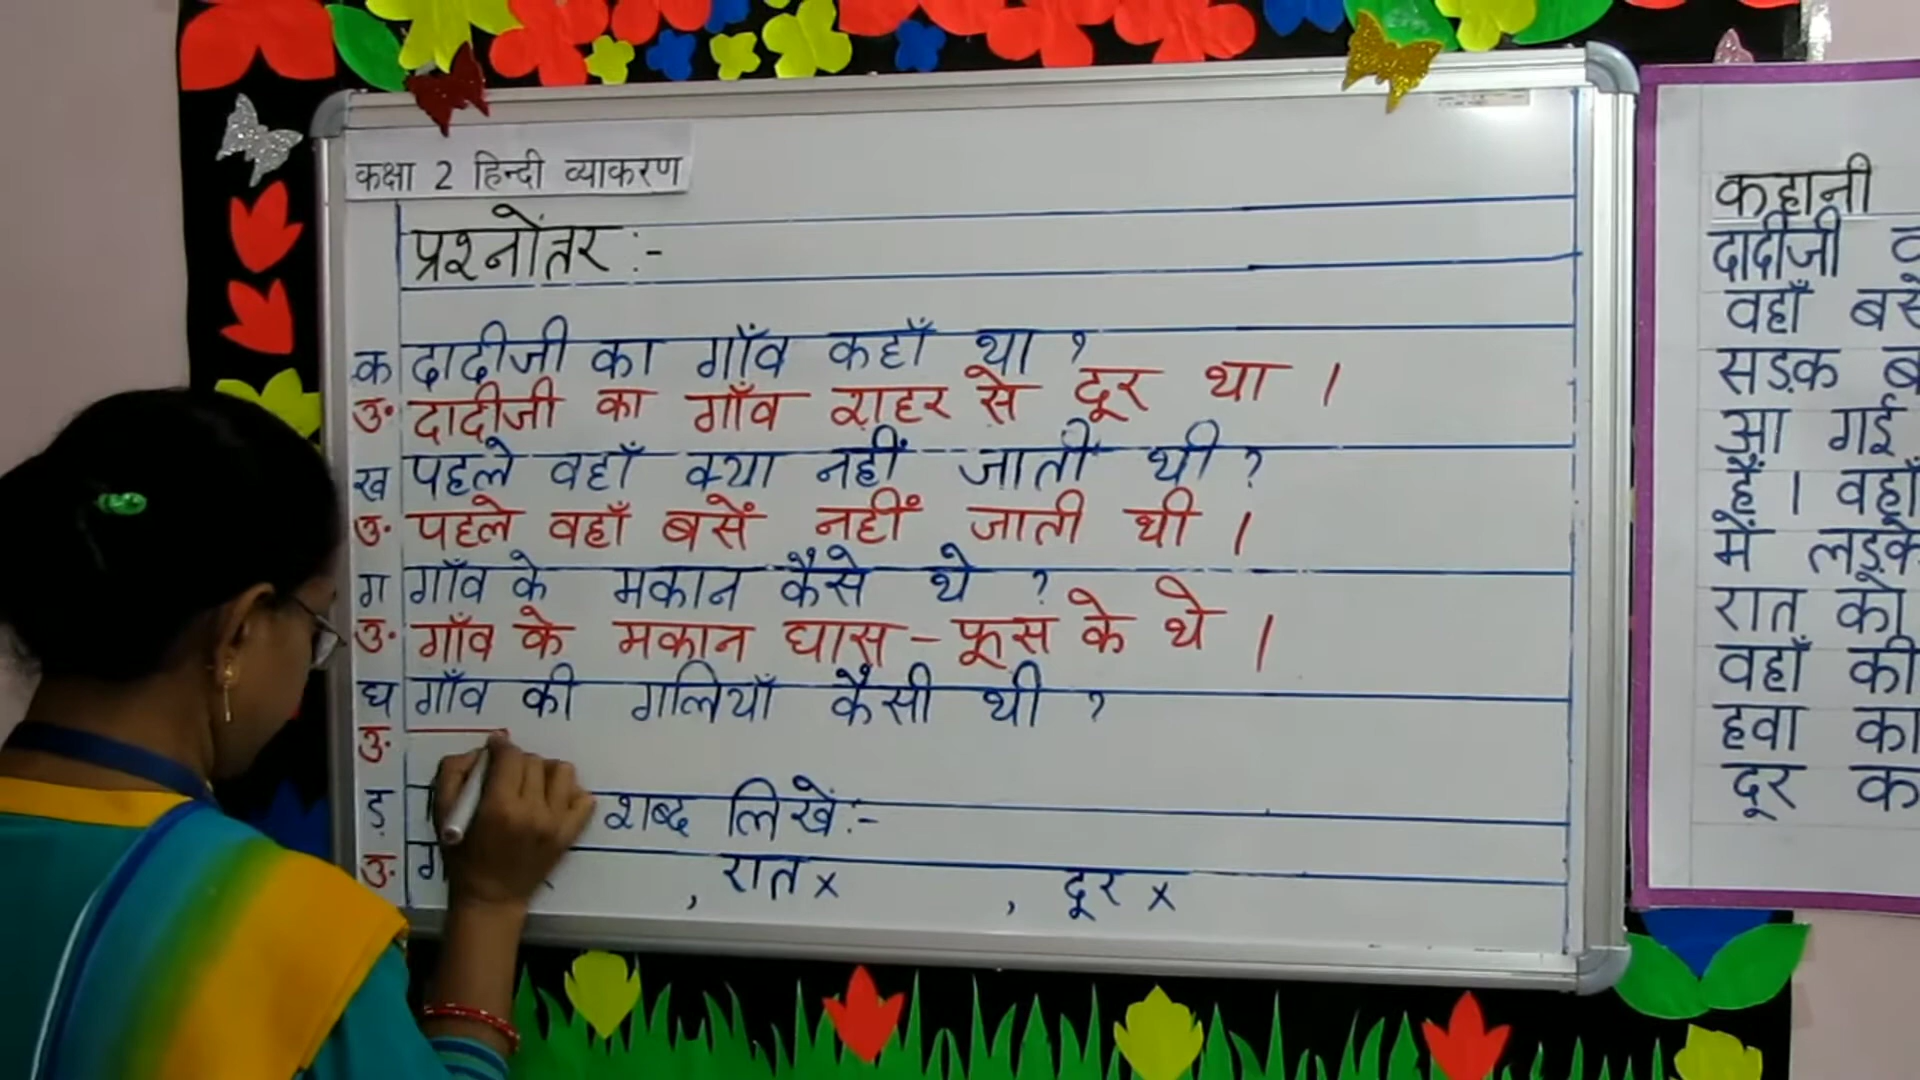 कक्षा 2 हिन्दी व्याकरण
प्रश्नोंतर :-
क दादीजी का गाँव कहाँ था ?
उ. दादीजी का गाँव शहर से दूर था ।
ख पहले वहाँ क्या नहीं जातीं थी ?
उ. पहले वहाँ बसें नहीं जाती थी ।
ग गाँव के मकान कैसे थे ?
उ. गाँव के मकान घास - फूस के थे ।
घ गाँव की गलियाँ कैसी थी ?
उ.
ड़ शब्द लिखें :-
उ. , रात x , दूर x
कहानी
दादीजी
वहाँ बसें
सड़क
आ गई
हैं । वहाँ
में लड़के
रात को
वहाँ की
हवा का
दूर